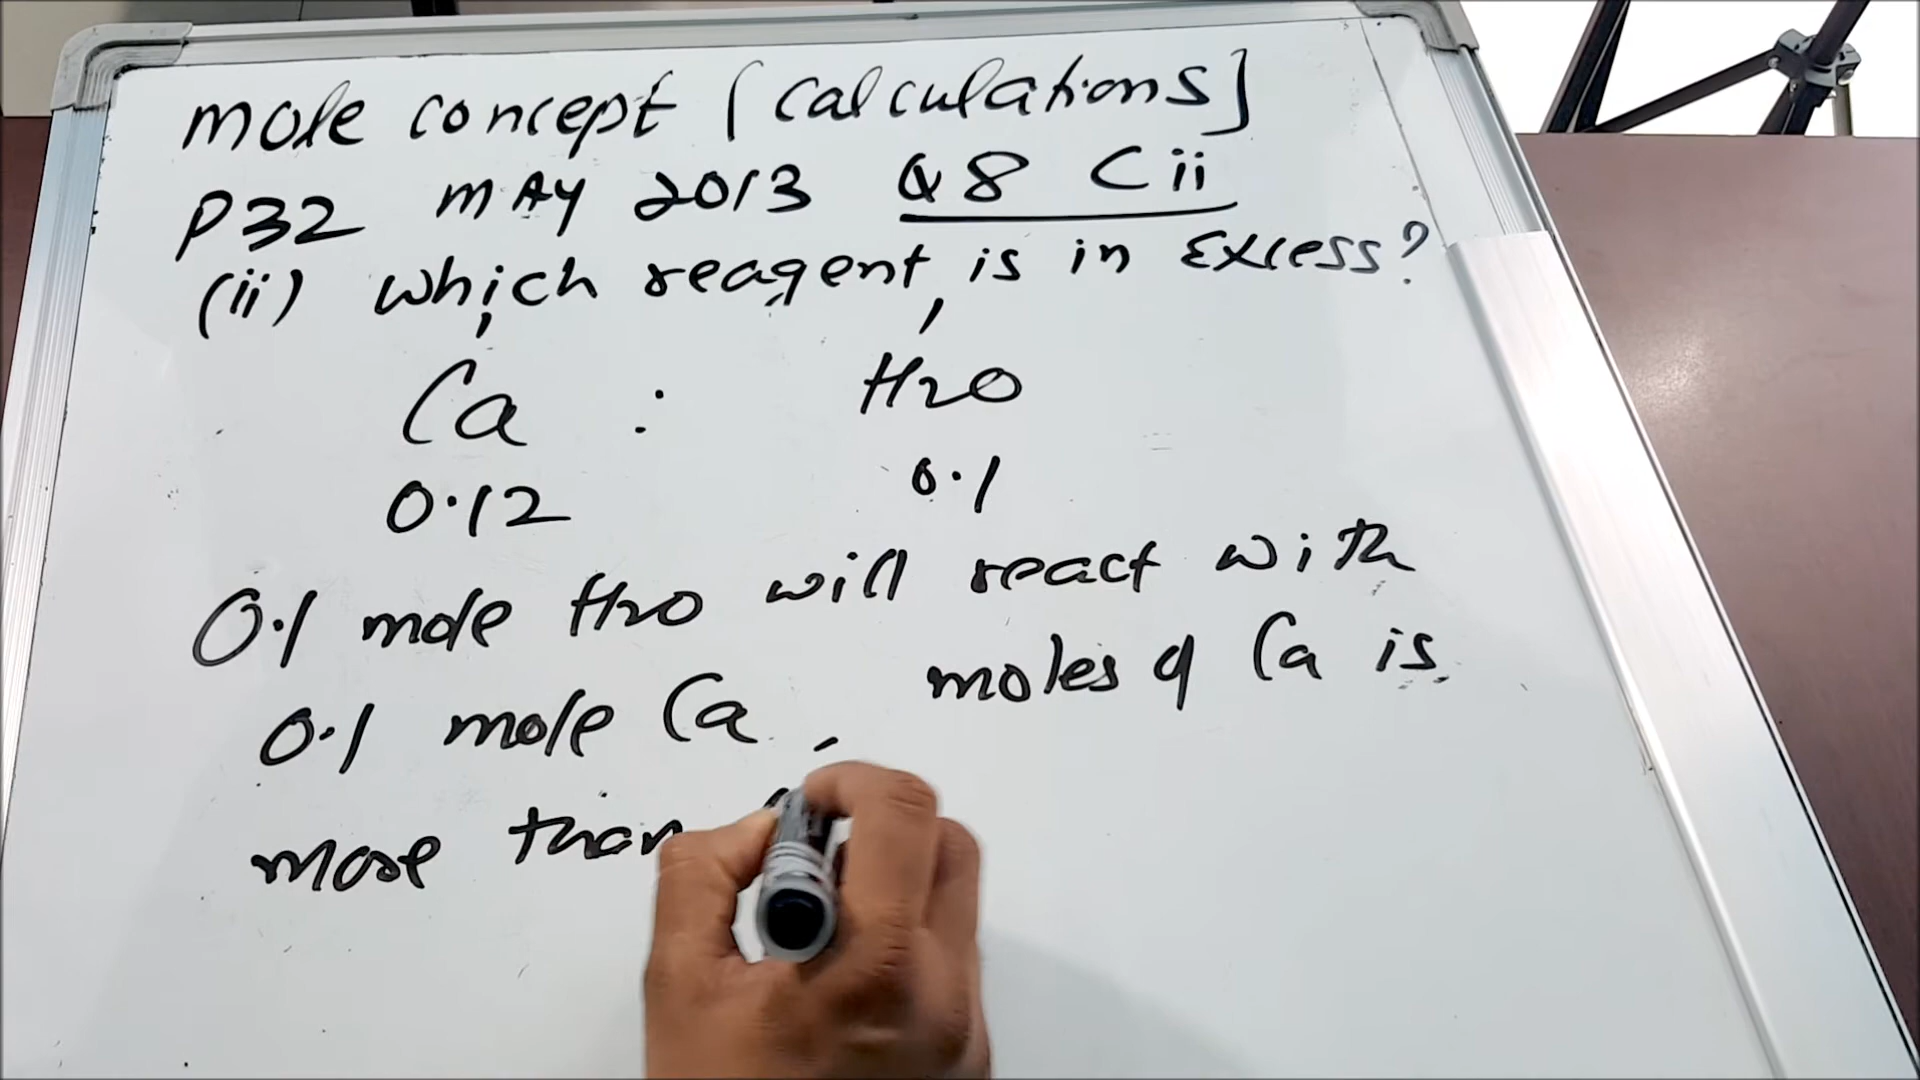 mole concept [calculations]
P32 MAY 2013 Q8 Cii
(ii) which reagent is in Excess?
Ca : H2O
0.12 0.1
0.1 mole H2O will react with
0.1 mole Ca, moles of Ca is
more than